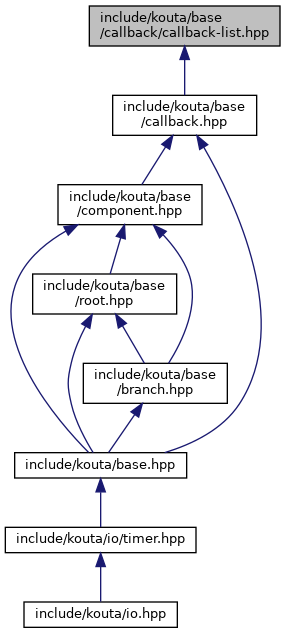 include/kouta/base
/callback/callback-list.hpp
include/kouta/base
/callback.hpp
include/kouta/base
/component.hpp
include/kouta/base
/root.hpp
include/kouta/base
/branch.hpp
include/kouta/base.hpp
include/kouta/io/timer.hpp
include/kouta/io.hpp